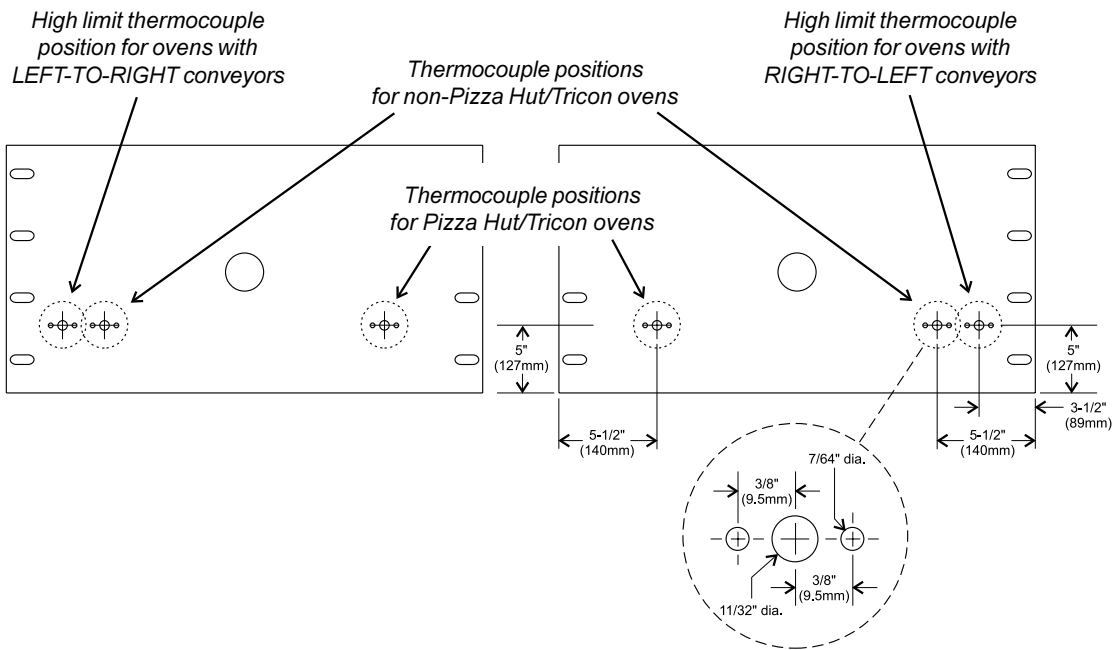 High limit thermocouple
position for ovens with
LEFT-TO-RIGHT conveyors
Thermocouple positions
for non-Pizza Hut/Tricon ovens
High limit thermocouple
position for ovens with
RIGHT-TO-LEFT conveyors
Thermocouple positions
for Pizza Hut/Tricon ovens
5"
(127mm)
5"
(127mm)
3-1/2"
(89mm)
5-1/2"
(140mm)
5-1/2"
(140mm)
7/64" dia.
3/8"
(9.5mm)
3/8"
(9.5mm)
11/32" dia.